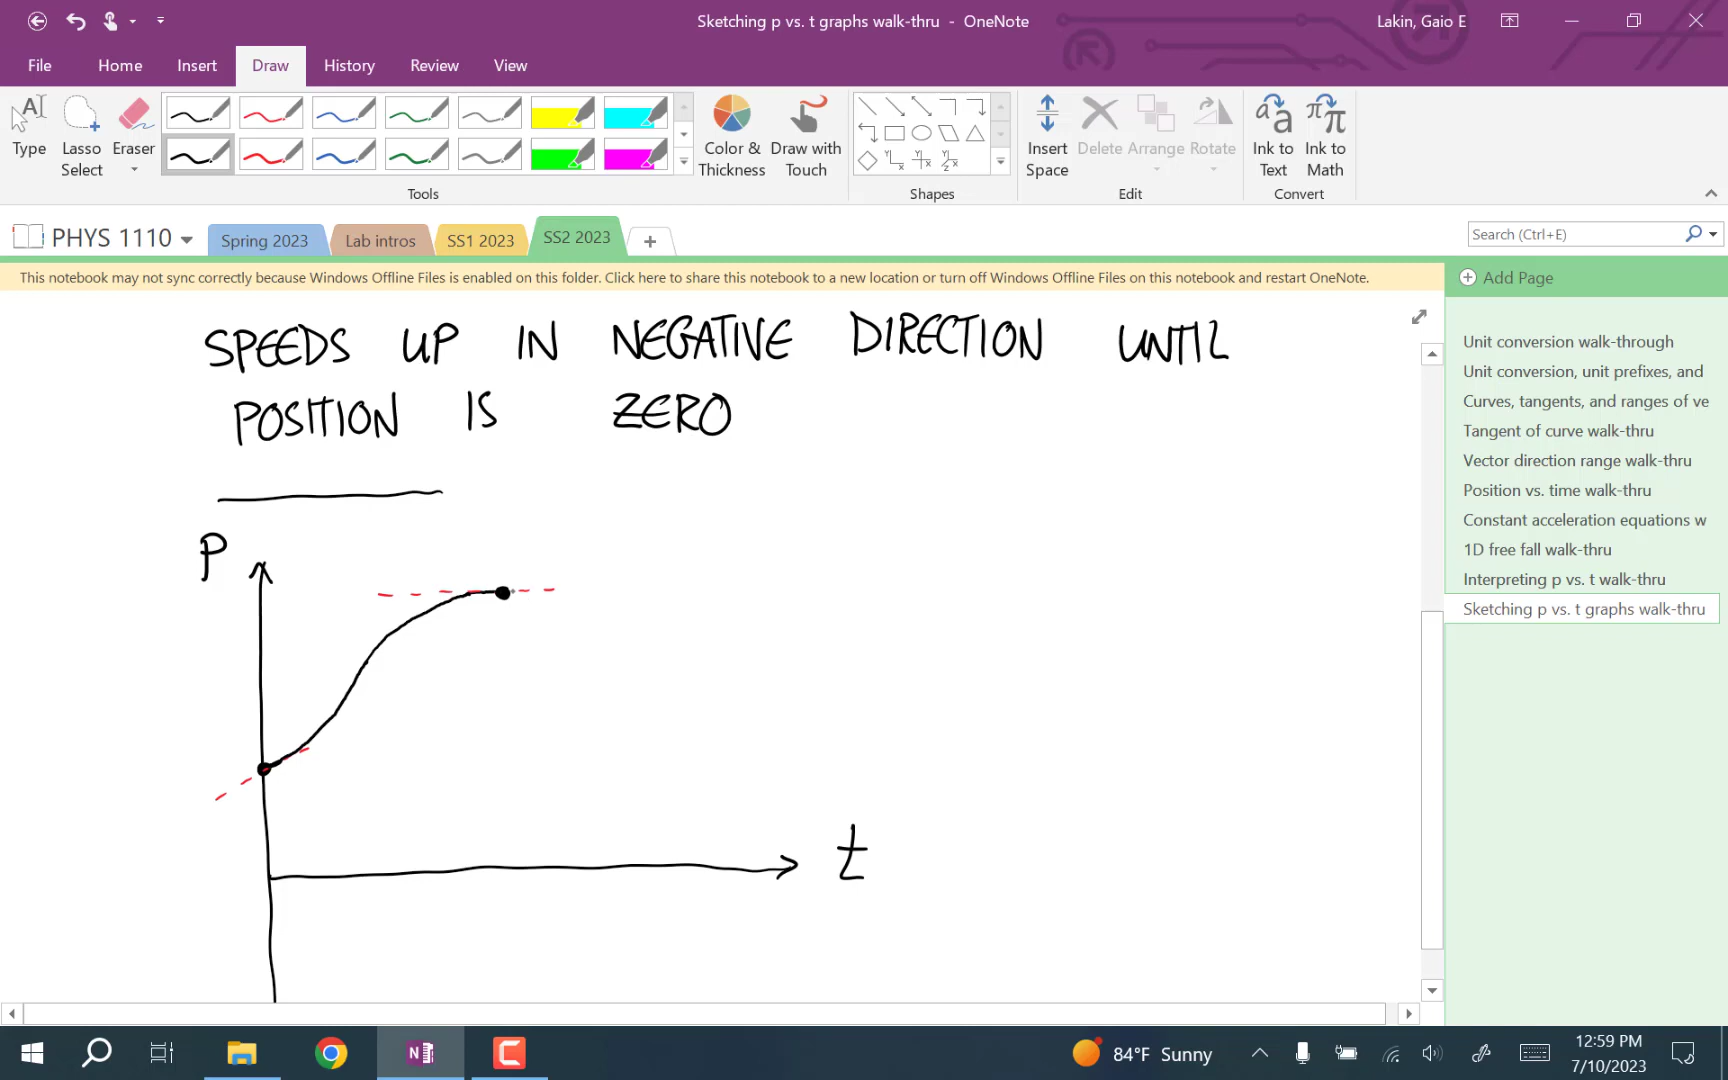 Sketching p vs. t graphs walk-thru - OneNote
Lakin, Gaio E
File Home Insert Draw History Review View
Type
Lasso Select
Eraser
Color & Thickness
Draw with Touch
Insert Space
Delete
Arrange
Rotate
Ink to Text
Ink to Math
Tools
Shapes
Edit
Convert
PHYS 1110
Spring 2023
Lab intros
SS1 2023
SS2 2023
Search (Ctrl+E)
This notebook may not sync correctly because Windows Offline Files is enabled on this folder. Click here to share this notebook to a new location or turn off Windows Offline Files on this notebook and restart OneNote.
Add Page
SPEEDS UP IN NEGATIVE DIRECTION UNTIL
POSITION IS ZERO
P
t
Unit conversion walk-through
Unit conversion, unit prefixes, and
Curves, tangents, and ranges of ve
Tangent of curve walk-thru
Vector direction range walk-thru
Position vs. time walk-thru
Constant acceleration equations w
1D free fall walk-thru
Interpreting p vs. t walk-thru
Sketching p vs. t graphs walk-thru
84°F Sunny
12:59 PM
7/10/2023